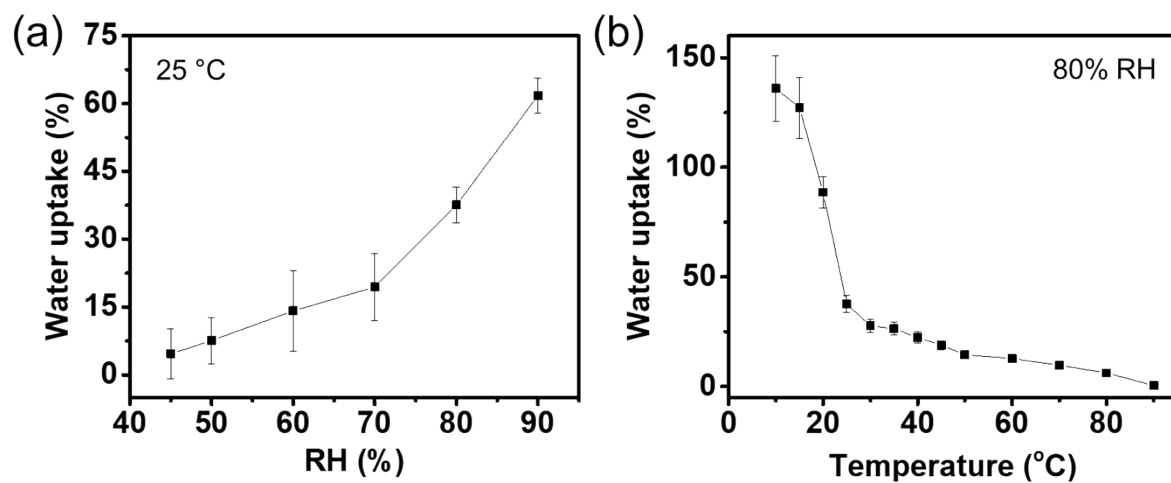 (a)
25 °C
Water uptake (%)
75
60
45
30
15
0
40 50 60 70 80 90
RH (%)
(b)
80% RH
Water uptake (%)
150
100
50
0
0 20 40 60 80
Temperature (°C)